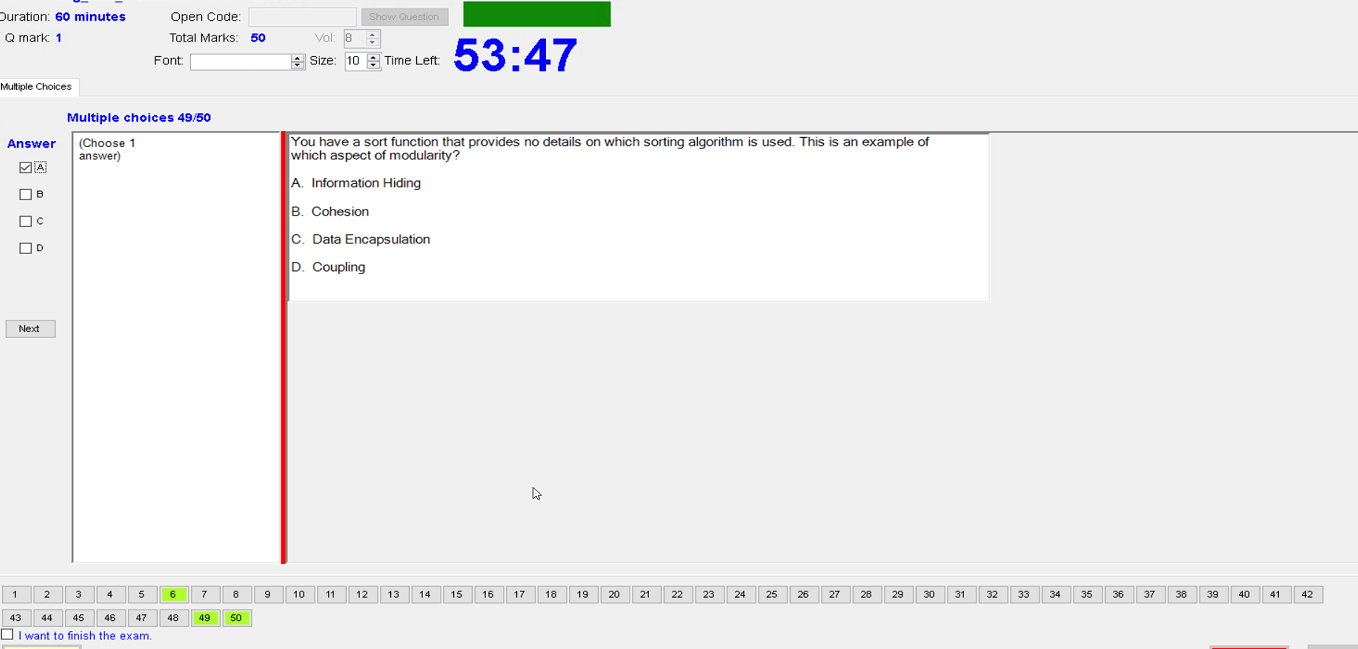 Duration: 60 minutes Open Code: Show Question
Q mark: 1 Total Marks: 50 Vol: 8
Font: Size: 10 Time Left: 53:47
Multiple Choices
Multiple choices 49/50
Answer
(Choose 1
answer)
A
B
C
D
Next
You have a sort function that provides no details on which sorting algorithm is used. This is an example of
which aspect of modularity?
A. Information Hiding
B. Cohesion
C. Data Encapsulation
D. Coupling
1 2 3 4 5 6 7 8 9 10 11 12 13 14 15 16 17 18 19 20 21 22 23 24 25 26 27 28 29 30 31 32 33 34 35 36 37 38 39 40 41 42
43 44 45 46 47 48 49 50
I want to finish the exam.